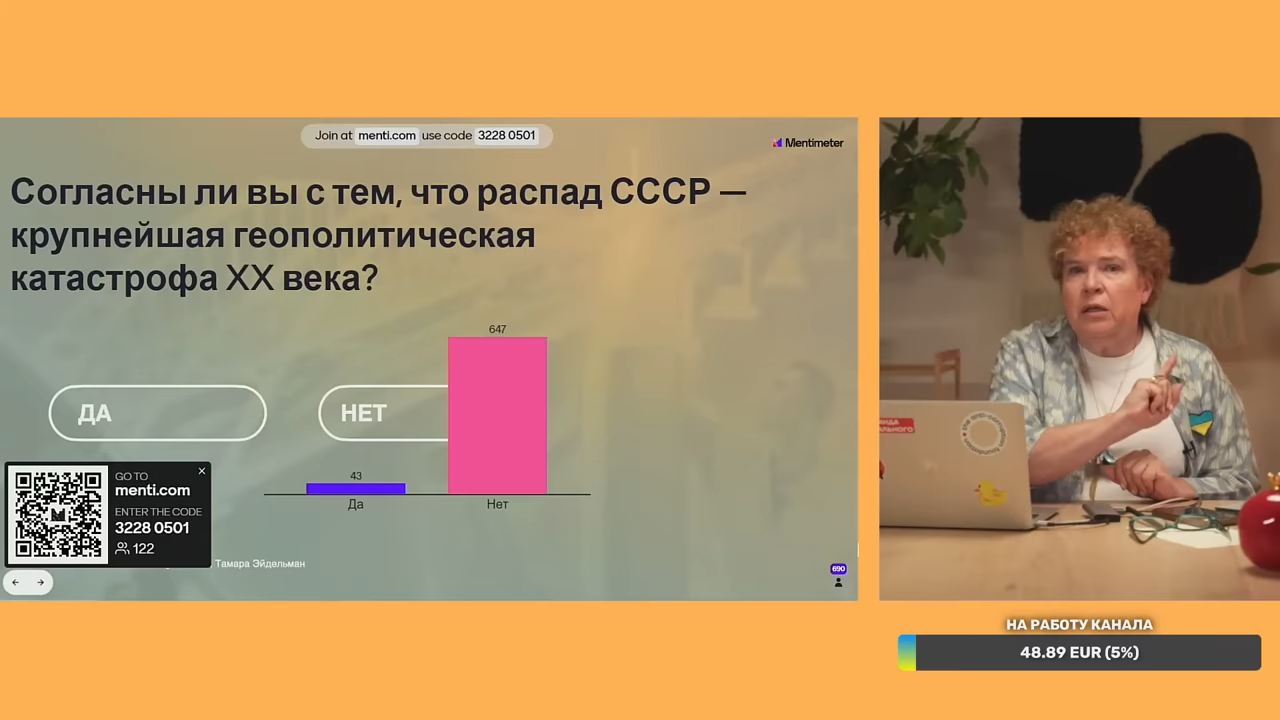 Join at menti.com use code 3228 0501
Mentimeter
Согласны ли вы с тем, что распад СССР —
крупнейшая геополитическая
катастрофа XX века?
647
ДА
НЕТ
43
Да
Нет
GO TO
menti.com
ENTER THE CODE
3228 0501
122
Тамара Эйдельман
690
НА РАБОТУ КАНАЛА
48.89 EUR (5%)